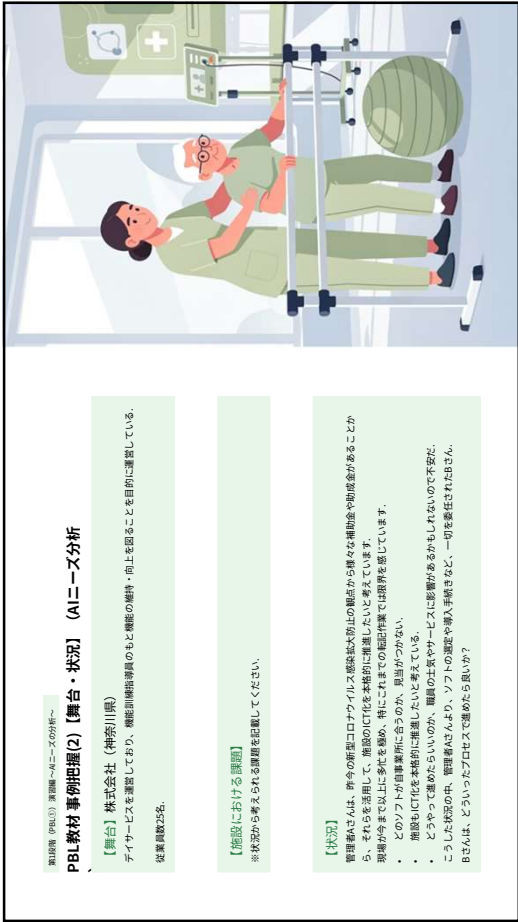 第1段階（PBL①）演習編～AIニーズの分析～
PBL教材 事例把握(2)【舞台・状況】（AIニーズ分析）
【舞台】株式会社（神奈川県）
デイサービスを運営しており、機能訓練指導員のもと機能の維持・向上を図ることを目的に運営している。
従業員数25名。
【施設における課題】
※状況から考えられる課題を記載してください。
【状況】
管理者Aさんは、昨今の新型コロナウイルス感染拡大防止の観点から様々な補助金や助成金があることか
ら、それらを活用して、施設のICT化を本格的に推進したいと考えています。
現場が今まで以上に多忙を極め、特にこれまでの転記作業では限界を感じています。
• どのソフトが自事業所に合うのか、見当がつかない。
• 施設もICT化を本格的に推進したいと考えている。
• どうやって進めたらいいのか、職員の士気やサービスに影響があるかもしれないので不安だ。
こうした状況の中、管理者Aさんより、ソフトの選定や導入手続きなど、一切を委任されたBさん。
Bさんは、どういったプロセスで進めたら良いか？